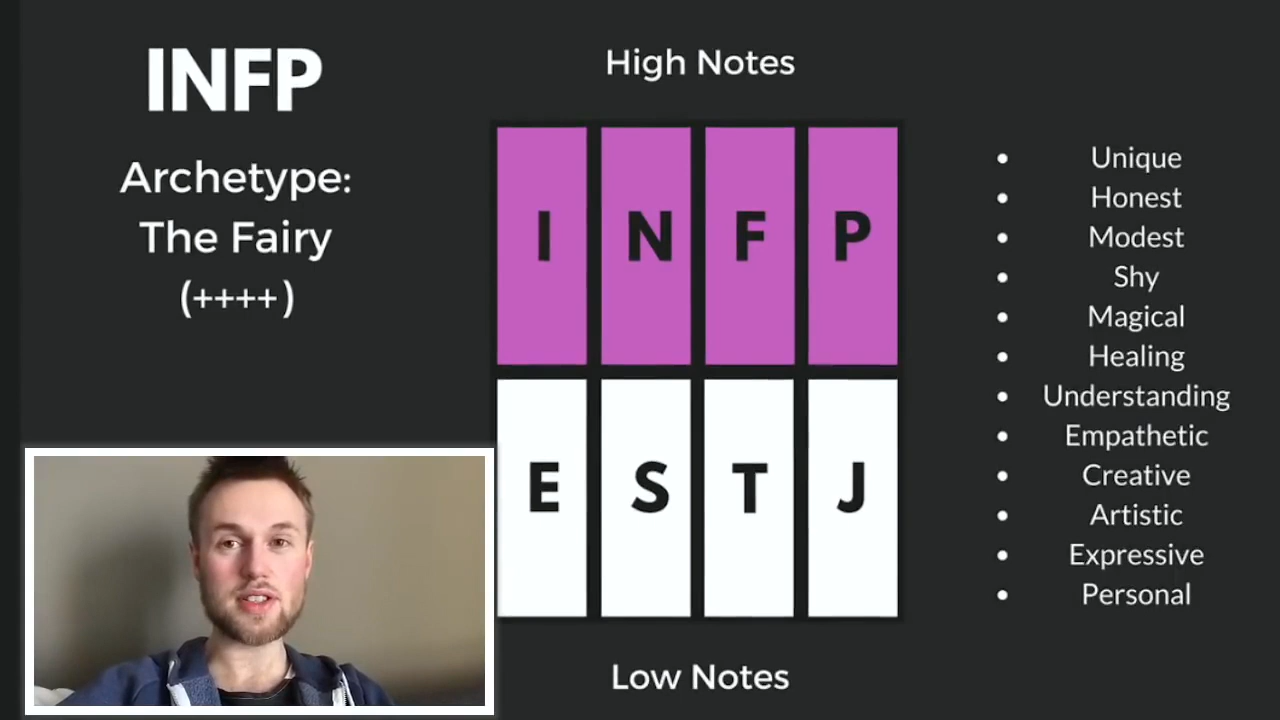 INFP
Archetype:
The Fairy
(++++)
High Notes
I N F P
E S T J
Low Notes
• Unique
• Honest
• Modest
• Shy
• Magical
• Healing
• Understanding
• Empathetic
• Creative
• Artistic
• Expressive
• Personal